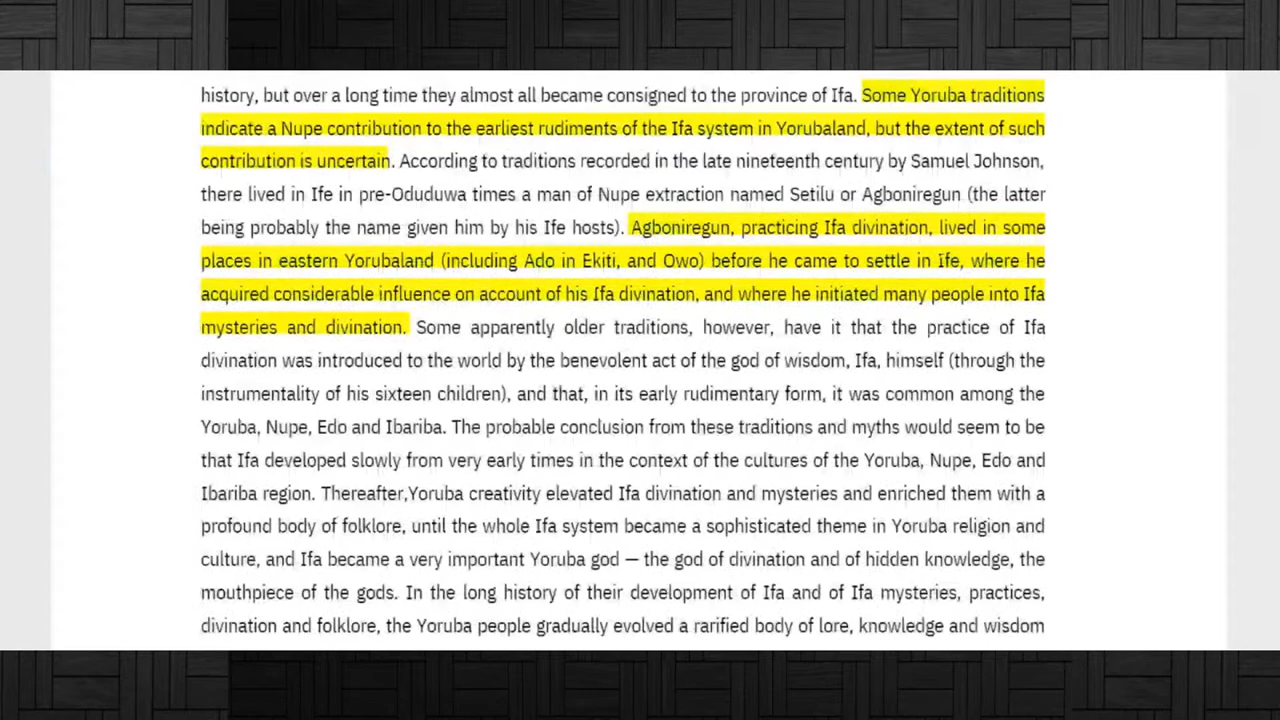 history, but over a long time they almost all became consigned to the province of Ifa. Some Yoruba traditions
indicate a Nupe contribution to the earliest rudiments of the Ifa system in Yorubaland, but the extent of such
contribution is uncertain. According to traditions recorded in the late nineteenth century by Samuel Johnson,
there lived in Ife in pre-Oduduwa times a man of Nupe extraction named Setilu or Agboniregun (the latter
being probably the name given him by his Ife hosts). Agboniregun, practicing Ifa divination, lived in some
places in eastern Yorubaland (including Ado in Ekiti, and Owo) before he came to settle in Ife, where he
acquired considerable influence on account of his Ifa divination, and where he initiated many people into Ifa
mysteries and divination. Some apparently older traditions, however, have it that the practice of Ifa
divination was introduced to the world by the benevolent act of the god of wisdom, Ifa, himself (through the
instrumentality of his sixteen children), and that, in its early rudimentary form, it was common among the
Yoruba, Nupe, Edo and Ibariba. The probable conclusion from these traditions and myths would seem to be
that Ifa developed slowly from very early times in the context of the cultures of the Yoruba, Nupe, Edo and
Ibariba region. Thereafter,Yoruba creativity elevated Ifa divination and mysteries and enriched them with a
profound body of folklore, until the whole Ifa system became a sophisticated theme in Yoruba religion and
culture, and Ifa became a very important Yoruba god — the god of divination and of hidden knowledge, the
mouthpiece of the gods. In the long history of their development of Ifa and of Ifa mysteries, practices,
divination and folklore, the Yoruba people gradually evolved a rarified body of lore, knowledge and wisdom